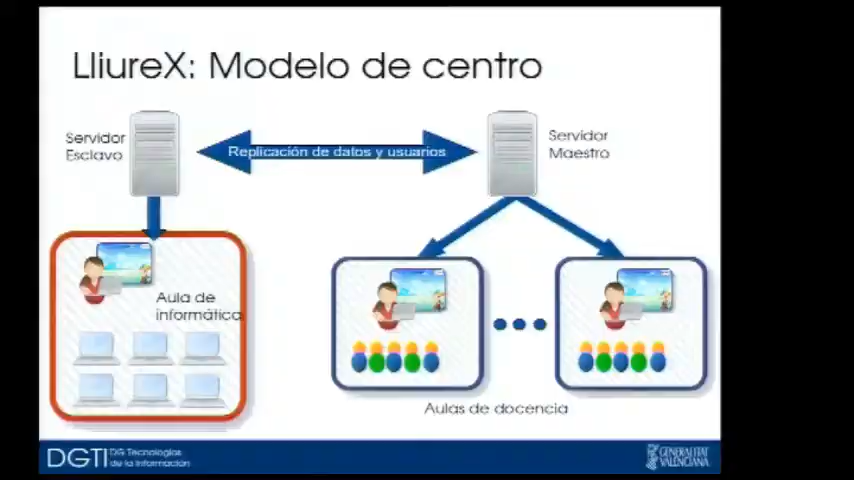 LliureX: Modelo de centro
Servidor
Esclavo
Replicación de datos y usuarios
Servidor
Maestro
Aula de
informática
Aulas de docencia
DGTI DG Tecnologías
de la Información
GENERALITAT
VALENCIANA